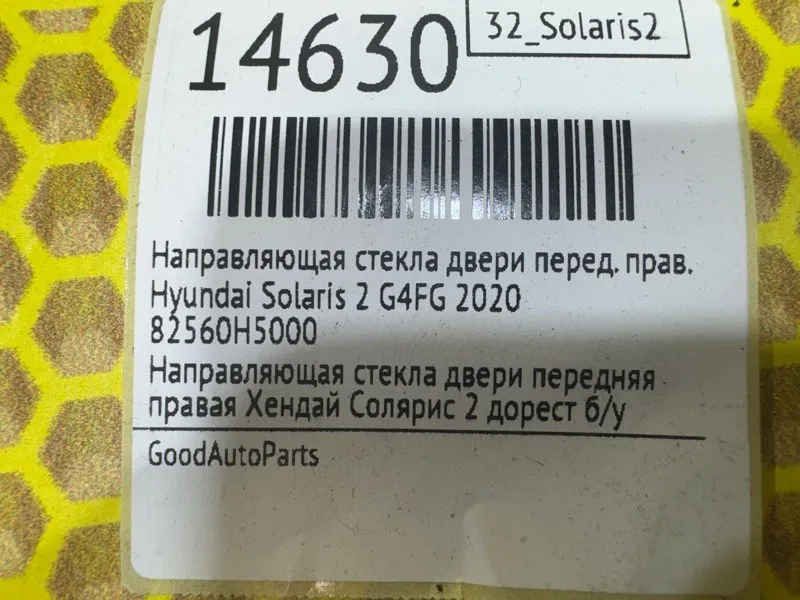 14630
32_Solaris2
Направляющая стекла двери перед. прав.
Hyundai Solaris 2 G4FG 2020
82560H5000
Направляющая стекла двери передняя
правая Хендай Солярис 2 дорест б/у
GoodAutoParts